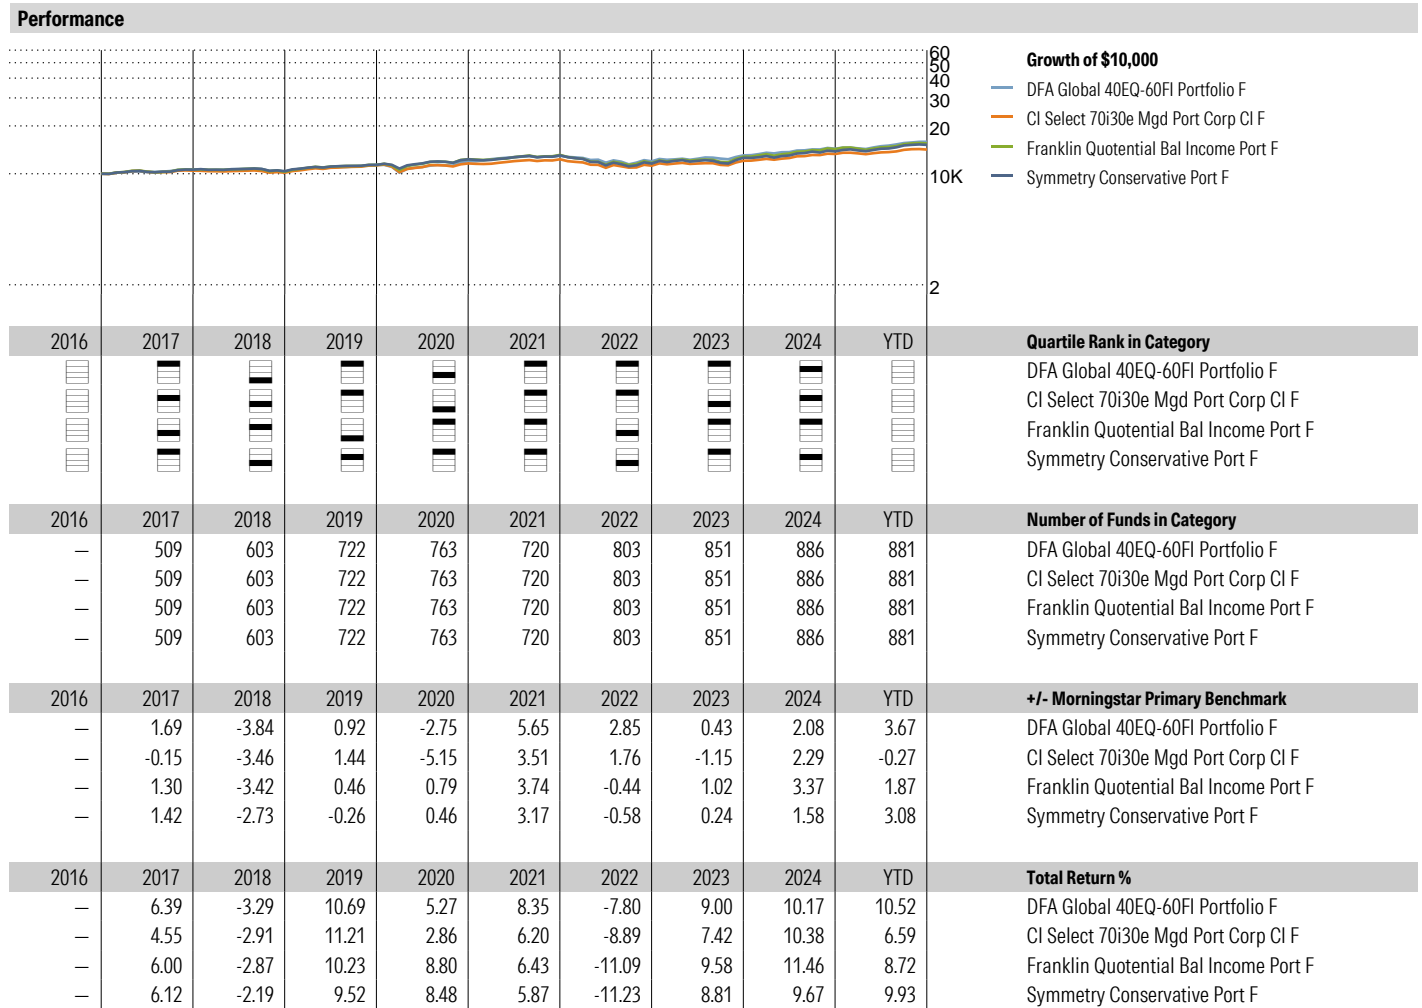 Performance
60
50
40
30
20
10K
2
Growth of $10,000
DFA Global 40EQ-60FI Portfolio F
CI Select 70i30e Mgd Port Corp Cl F
Franklin Quotential Bal Income Port F
Symmetry Conservative Port F
2016 2017 2018 2019 2020 2021 2022 2023 2024 YTD Quartile Rank in Category
DFA Global 40EQ-60FI Portfolio F
CI Select 70i30e Mgd Port Corp Cl F
Franklin Quotential Bal Income Port F
Symmetry Conservative Port F
2016 2017 2018 2019 2020 2021 2022 2023 2024 YTD Number of Funds in Category
— 509 603 722 763 720 803 851 886 881 DFA Global 40EQ-60FI Portfolio F
— 509 603 722 763 720 803 851 886 881 CI Select 70i30e Mgd Port Corp Cl F
— 509 603 722 763 720 803 851 886 881 Franklin Quotential Bal Income Port F
— 509 603 722 763 720 803 851 886 881 Symmetry Conservative Port F
2016 2017 2018 2019 2020 2021 2022 2023 2024 YTD +/- Morningstar Primary Benchmark
— 1.69 -3.84 0.92 -2.75 5.65 2.85 0.43 2.08 3.67 DFA Global 40EQ-60FI Portfolio F
— -0.15 -3.46 1.44 -5.15 3.51 1.76 -1.15 2.29 -0.27 CI Select 70i30e Mgd Port Corp Cl F
— 1.30 -3.42 0.46 0.79 3.74 -0.44 1.02 3.37 1.87 Franklin Quotential Bal Income Port F
— 1.42 -2.73 -0.26 0.46 3.17 -0.58 0.24 1.58 3.08 Symmetry Conservative Port F
2016 2017 2018 2019 2020 2021 2022 2023 2024 YTD Total Return %
— 6.39 -3.29 10.69 5.27 8.35 -7.80 9.00 10.17 10.52 DFA Global 40EQ-60FI Portfolio F
— 4.55 -2.91 11.21 2.86 6.20 -8.89 7.42 10.38 6.59 CI Select 70i30e Mgd Port Corp Cl F
— 6.00 -2.87 10.23 8.80 6.43 -11.09 9.58 11.46 8.72 Franklin Quotential Bal Income Port F
— 6.12 -2.19 9.52 8.48 5.87 -11.23 8.81 9.67 9.93 Symmetry Conservative Port F